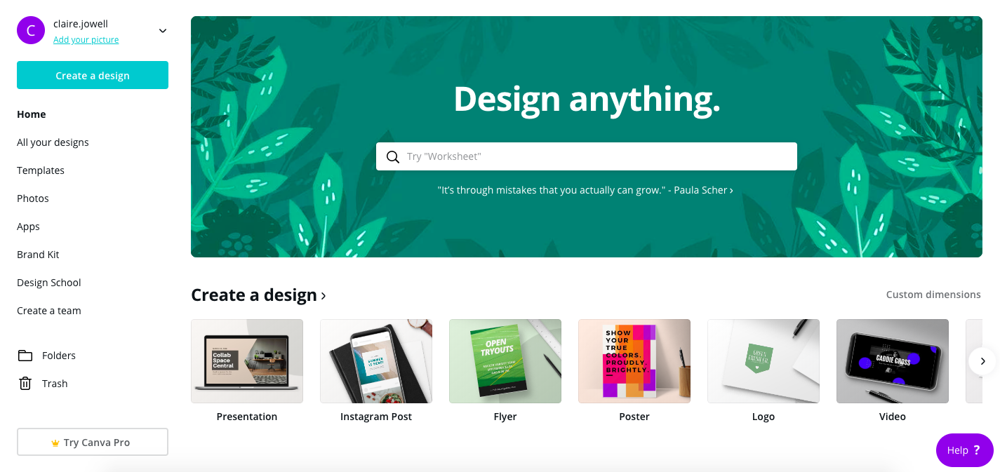 C
claire.jowell
Add your picture
Create a design
Home
All your designs
Templates
Photos
Apps
Brand Kit
Design School
Create a team
Folders
Trash
Try Canva Pro
Design anything.
Try "Worksheet"
"It's through mistakes that you actually can grow." - Paula Scher ›
Create a design ›
Custom dimensions
Collab
Space
Central
SUMMER
IS HERE!
OPEN
TRYOUTS
SHOW
YOUR
TRUE
COLORS.
PROUDLY.
BRIGHTLY.
GREEN
CADDIE CROSS
Presentation
Instagram Post
Flyer
Poster
Logo
Video
Help ?